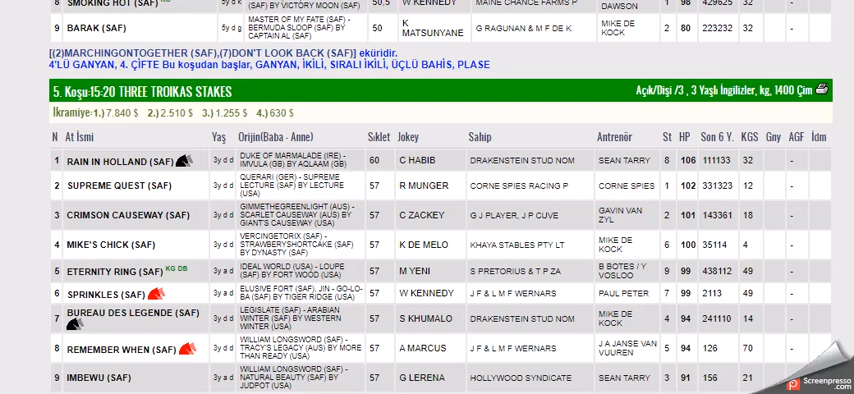 8 SMOKING HOT (SAF) 5y d k BY VICTORY MOON (SAF) 50,5 W KENNEDY MAINE CHANCE FARMS P DAWSON 1 98 429625 32
9 BARAK (SAF) 5y d g MASTER OF MY FATE (SAF) - BERMUDA SLOOP (SAF) BY CAPTAIN AL (SAF) 50 K MATSUNYANE G RAGUNAN & M F DE K MIKE DE KOCK 2 80 223232 32
[(2)MARCHINGONTOGETHER (SAF),(7)DON'T LOOK BACK (SAF)] eküridir.
4'LÜ GANYAN, 4. ÇİFTE Bu koşudan başlar, GANYAN, İKİLİ, SIRALI İKİLİ, ÜÇLÜ BAHİS, PLASE
5. Koşu:15-20 THREE TROIKAS STAKES Açık/Dişi /3 , 3 Yaşlı İngilizler, kg, 1400 Çim
İkramiye:1.) 7.840 $ 2.) 2.510 $ 3.) 1.255 $ 4.) 630 $
N At İsmi Yaş Orijin(Baba - Anne) Sıklet Jokey Sahip Antrenör St HP Son 6 Y. KGS Gny AGF İdm
1 RAIN IN HOLLAND (SAF) 3y d d DUKE OF MARMALADE (IRE) - IMVULA (GB) BY AQLAAM (GB) 60 C HABIB DRAKENSTEIN STUD NOM SEAN TARRY 8 106 111133 32 -
2 SUPREME QUEST (SAF) 3y d d QUERARI (GER) - SUPREME LECTURE (SAF) BY LECTURE (USA) 57 R MUNGER CORNE SPIES RACING P CORNE SPIES 1 102 331323 12 -
3 CRIMSON CAUSEWAY (SAF) 3y d d GIMMETHEGREENLIGHT (AUS) - SCARLET CAUSEWAY (AUS) BY GIANT'S CAUSEWAY (USA) 57 C ZACKEY G J PLAYER, J P CUVE GAVIN VAN ZYL 2 101 143361 18 -
4 MIKE'S CHICK (SAF) 3y d d VERCINGETORIX (SAF) - STRAWBERYSHORTCAKE (SAF) BY DYNASTY (SAF) 57 K DE MELO KHAYA STABLES PTY LT MIKE DE KOCK 6 100 35114 4 -
5 ETERNITY RING (SAF) KG DB 3y a d IDEAL WORLD (USA) - LOUPE (SAF) BY FORT WOOD (USA) 57 M YENI S PRETORIUS & T P ZA B BOTES / Y VOSLOO 9 99 438112 49 -
6 SPRINKLES (SAF) 3y a d ELUSIVE FORT (SAF), JIN - GO-LO-BA (SAF) BY TIGER RIDGE (USA) 57 W KENNEDY J F & L M F WERNARS PAUL PETER 7 99 2113 49 -
7 BUREAU DES LEGENDE (SAF) 3y a d LEGISLATE (SAF) - ARABIAN WINTER (SAF) BY WESTERN WINTER (USA) 57 S KHUMALO DRAKENSTEIN STUD NOM MIKE DE KOCK 4 94 241110 14 -
8 REMEMBER WHEN (SAF) 3y a d WILLIAM LONGSWORD (SAF) - TRACY'S LEGACY (AUS) BY MORE THAN READY (USA) 57 A MARCUS J F & L M F WERNARS J A JANSE VAN VUUREN 5 94 126 70 -
9 IMBEWU (SAF) 3y a d WILLIAM LONGSWORD (SAF) - NATURAL BEAUTY (SAF) BY JUDPOT (USA) 57 G LERENA HOLLYWOOD SYNDICATE SEAN TARRY 3 91 156 21 -
Screenpresso.com